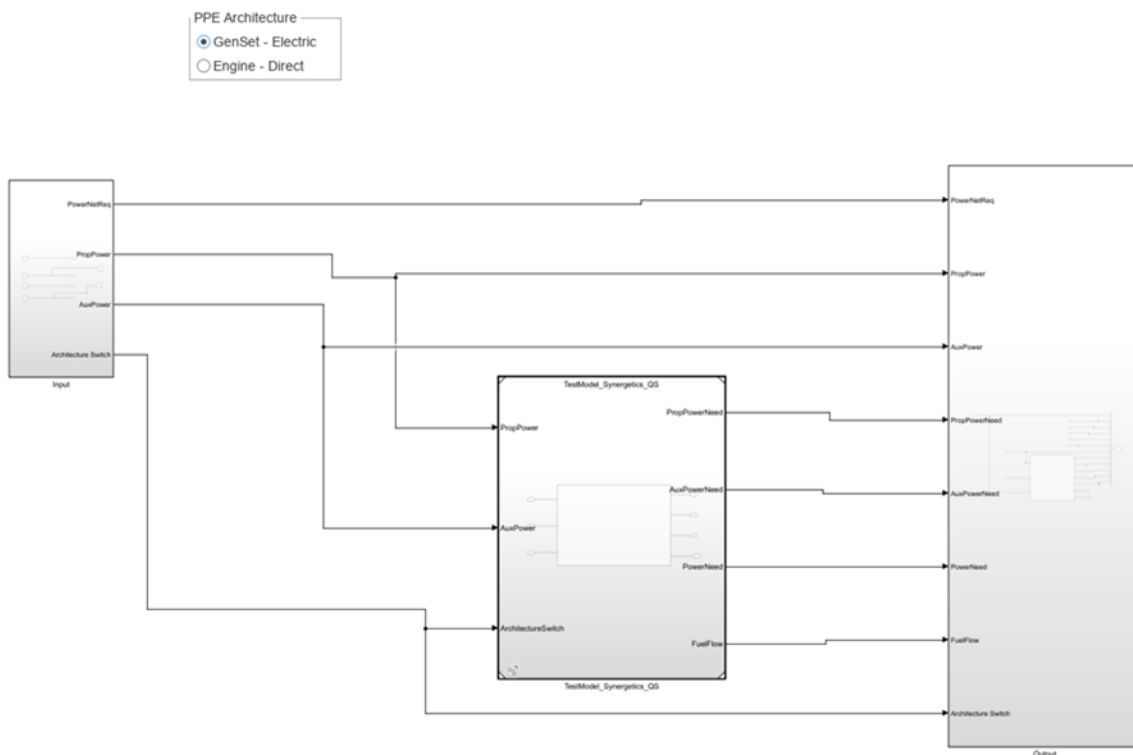 PPE Architecture
GenSet - Electric
Engine - Direct
PowerNetReq
PropPower
AuxPower
Architecture Switch
Input
TestModel_Synergetics_QS
PropPower
AuxPower
ArchitectureSwitch
PropPowerNeed
AuxPowerNeed
PowerNeed
FuelFlow
TestModel_Synergetics_QS
PowerNetReq
PropPower
AuxPower
PropPowerNeed
AuxPowerNeed
PowerNeed
FuelFlow
Architecture Switch
Output